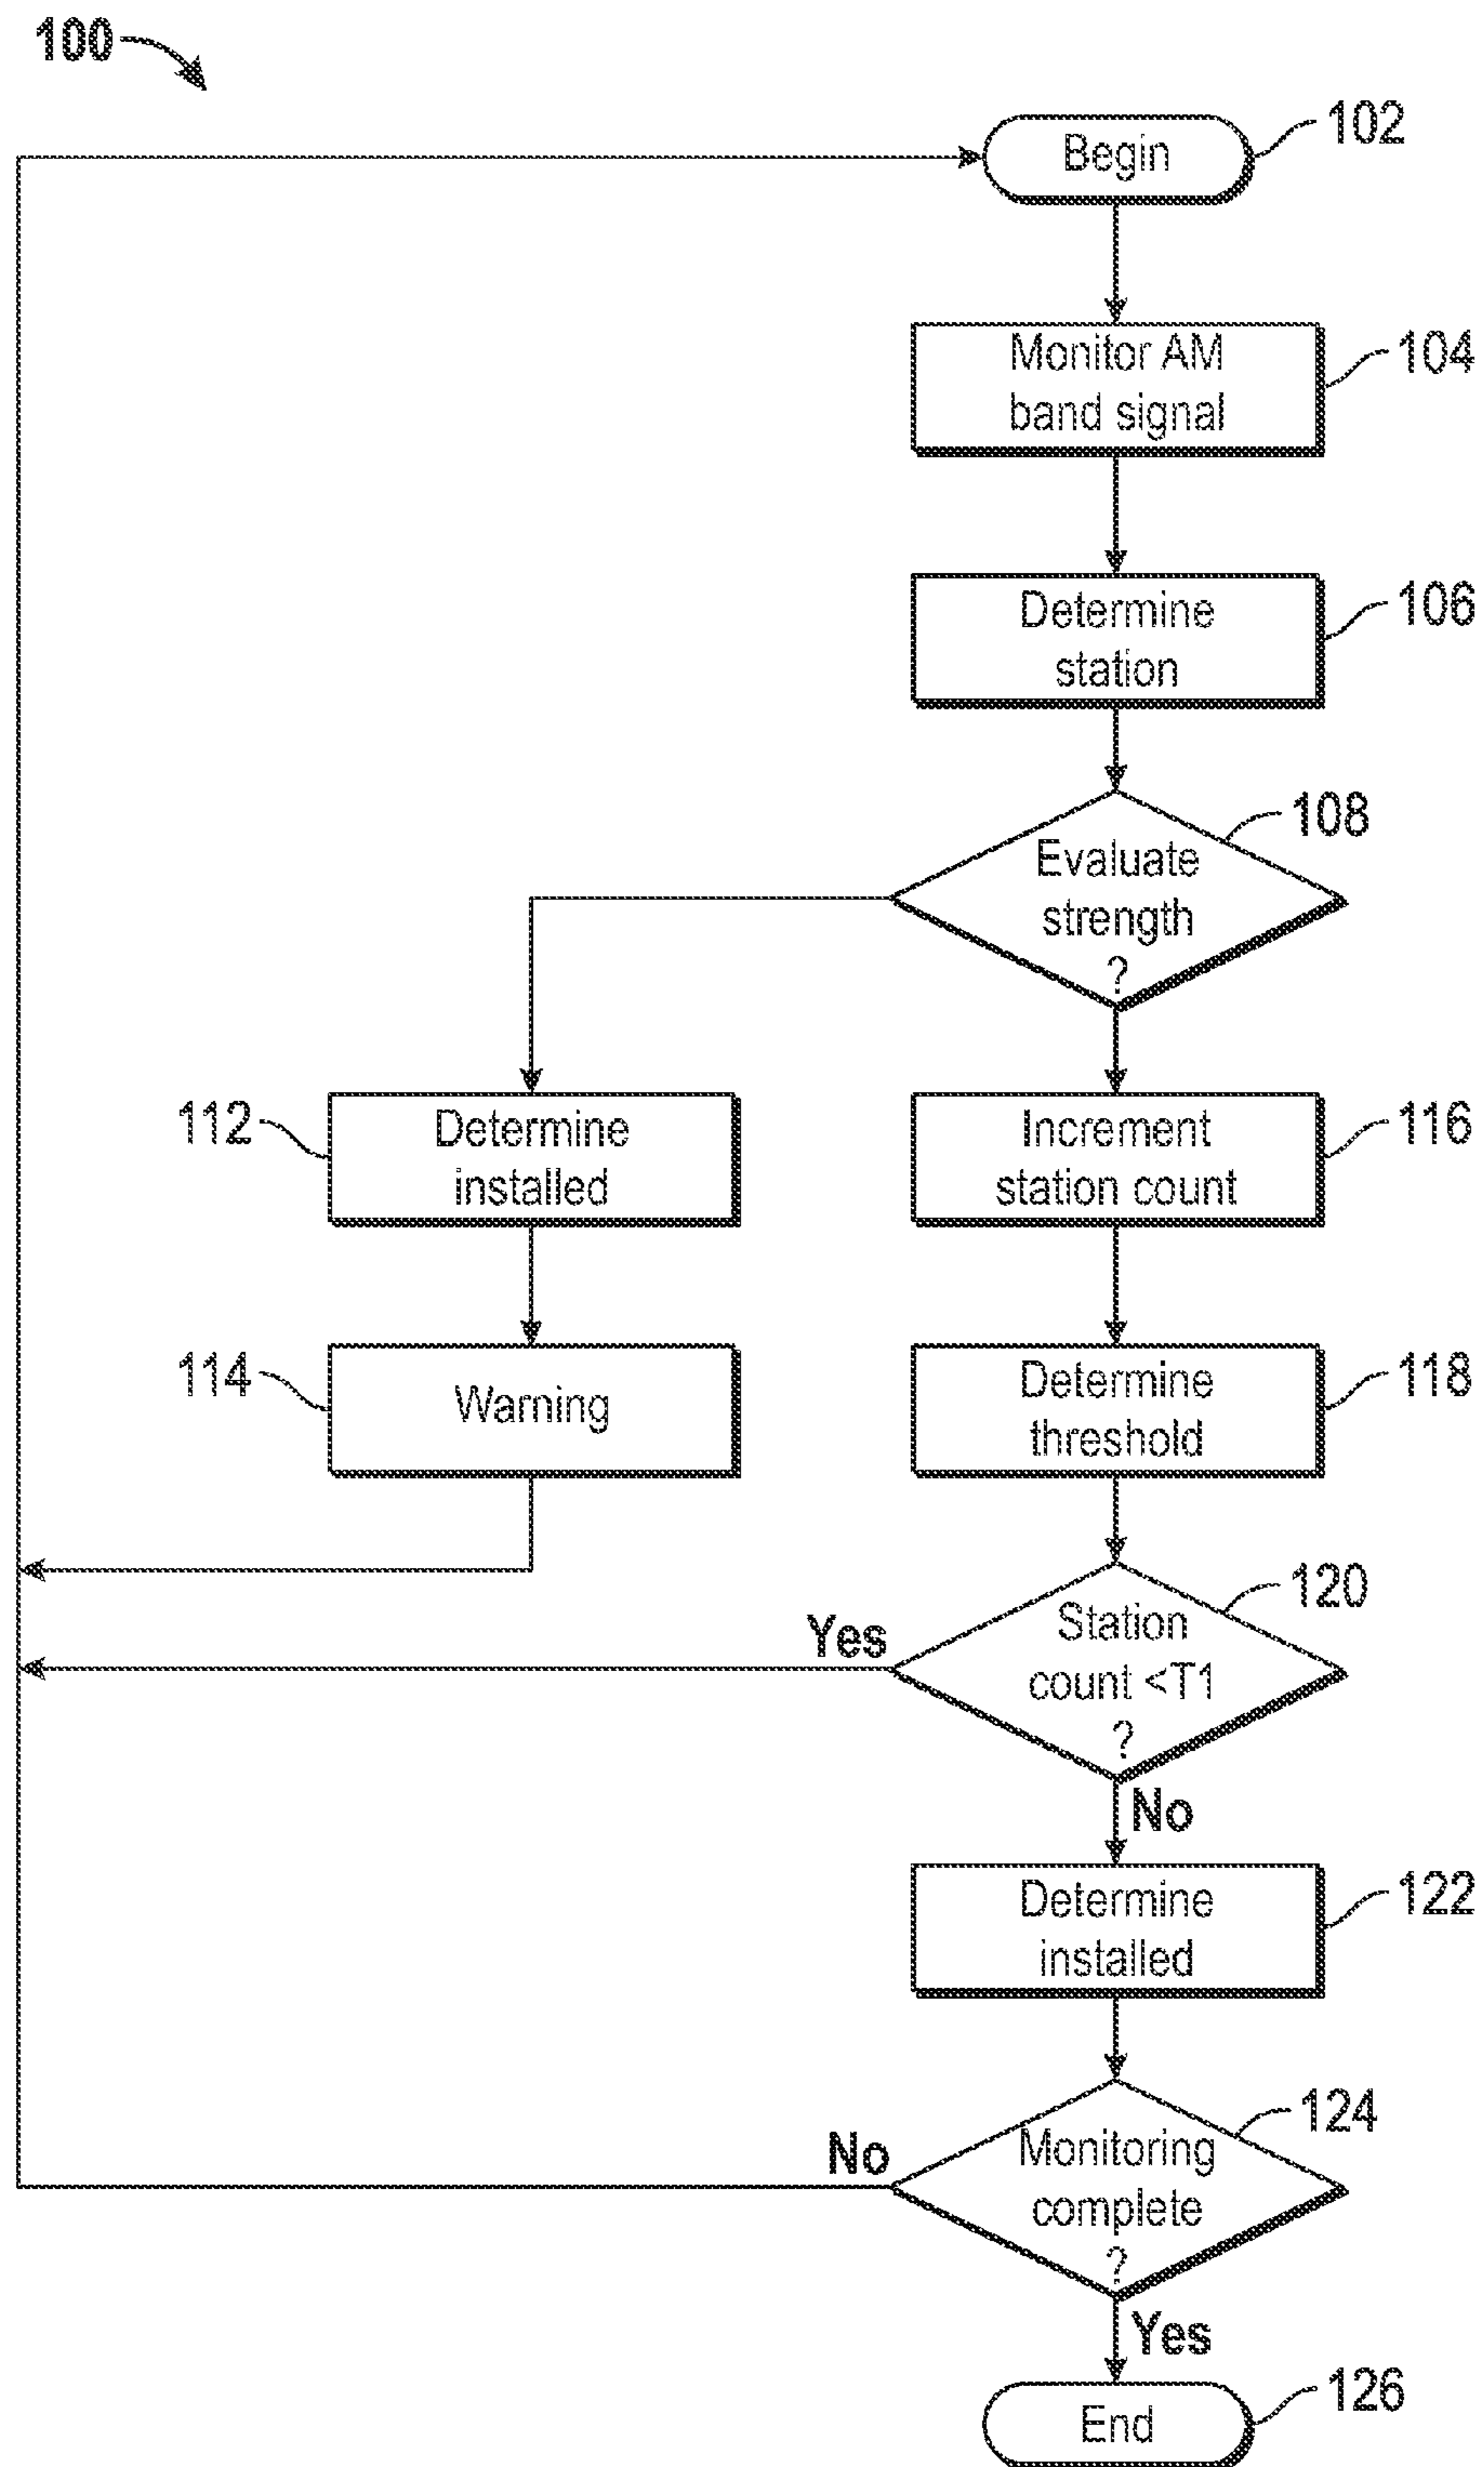 100
Begin
102
Monitor AM
band signal
104
Determine
station
106
Evaluate
strength
?
108
112
Determine
installed
Increment
station count
116
114
Warning
Determine
threshold
118
Yes
Station
count <T1
?
120
No
Determine
installed
122
No
Monitoring
complete
?
124
Yes
End
126